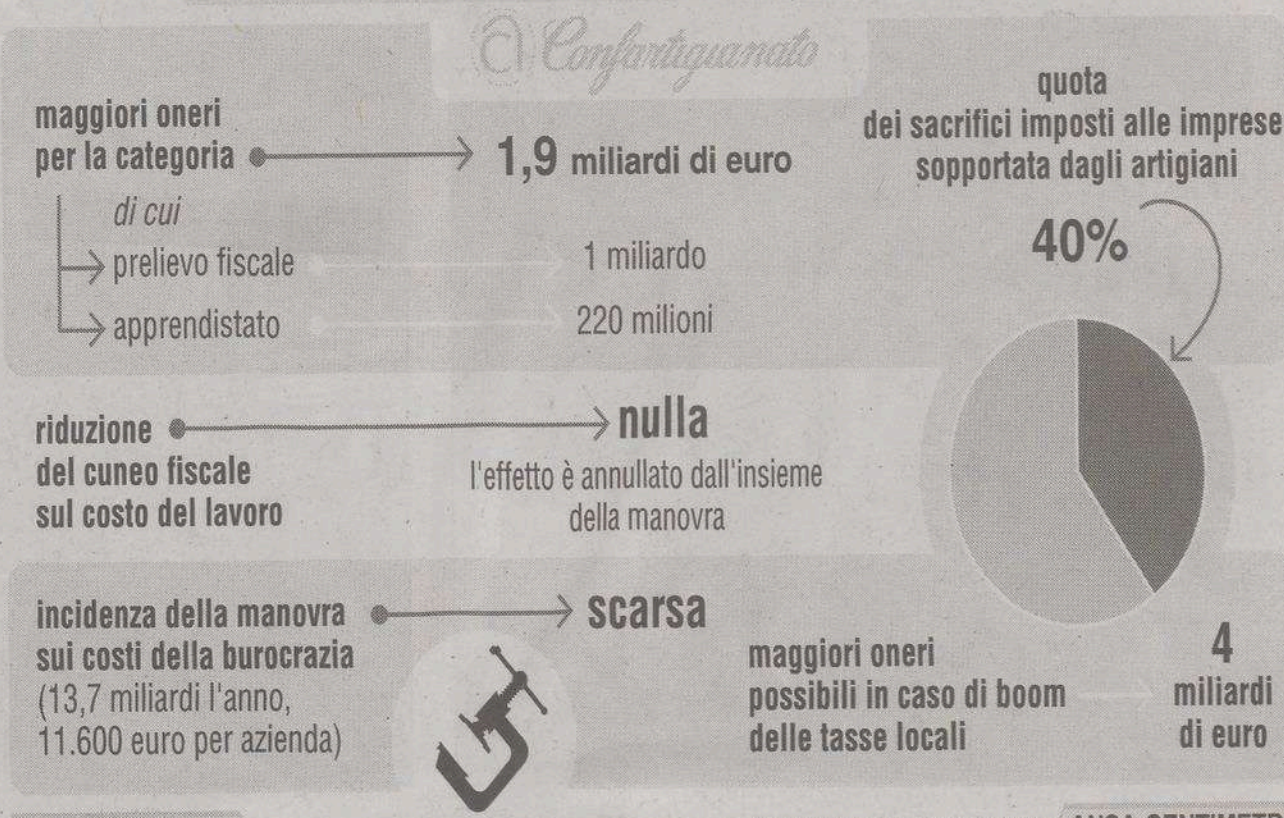 Confartigianato
maggiori oneri
per la categoria
1,9 miliardi di euro
di cui
prelievo fiscale
1 miliardo
apprendistato
220 milioni
quota
dei sacrifici imposti alle imprese
sopportata dagli artigiani
40%
riduzione
del cuneo fiscale
sul costo del lavoro
nulla
l'effetto è annullato dall'insieme
della manovra
incidenza della manovra
sui costi della burocrazia
(13,7 miliardi l'anno,
11.600 euro per azienda)
scarsa
maggiori oneri
possibili in caso di boom
delle tasse locali
4
miliardi
di euro